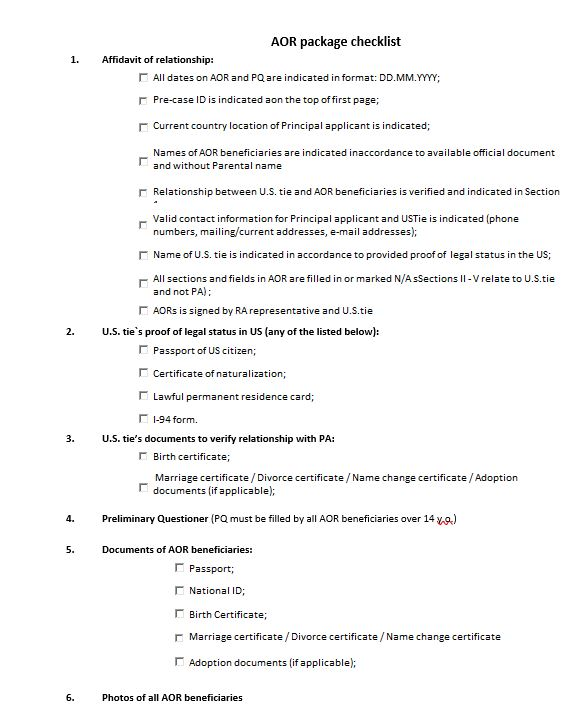 AOR package checklist
1. Affidavit of relationship:
All dates on AOR and PQ are indicated in format: DD.MM.YYYY;
Pre-case ID is indicated aon the top of first page;
Current country location of Principal applicant is indicated;
Names of AOR beneficiaries are indicated inaccordance to available official document
and without Parental name
Relationship between U.S. tie and AOR beneficiaries is verified and indicated in Section
Valid contact information for Principal applicant and USTie is indicated (phone
numbers, mailing/current addresses, e-mail addresses);
Name of U.S. tie is indicated in accordance to provided proof of legal status in the US;
All sections and fields in AOR are filled in or marked N/A sSections II - V relate to U.S.tie
and not PA);
AORs is signed by RA representative and U.S.tie
2. U.S. tie`s proof of legal status in US (any of the listed below):
Passport of US citizen;
Certificate of naturalization;
Lawful permanent residence card;
I-94 form.
3. U.S. tie’s documents to verify relationship with PA:
Birth certificate;
Marriage certificate / Divorce certificate / Name change certificate / Adoption
documents (if applicable);
4. Preliminary Questioner (PQ must be filled by all AOR beneficiaries over 14 y.o.)
5. Documents of AOR beneficiaries:
Passport;
National ID;
Birth Certificate;
Marriage certificate / Divorce certificate / Name change certificate
Adoption documents (if applicable);
6. Photos of all AOR beneficiaries